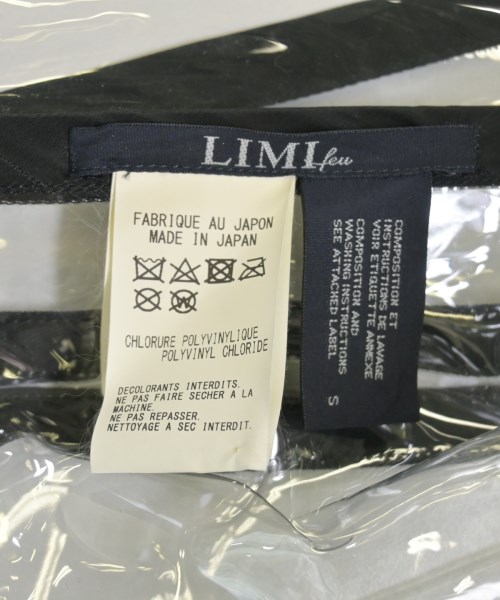 LIMI feu
FABRIQUE AU JAPON
MADE IN JAPAN
CHLORURE POLYVINYLIQUE
POLYVINYL CHLORIDE
DECOLORANTS INTERDITS.
NE PAS FAIRE SECHER A LA
MACHINE.
NE PAS REPASSER.
NETTOYAGE A SEC INTERDIT.
COMPOSITION ET
INSTRUCTIONS DE LAVAGE
VOIR ETIQUETTE ANNEXE
COMPOSITION AND
WASHING INSTRUCTIONS
SEE ATTACHED LABEL
S